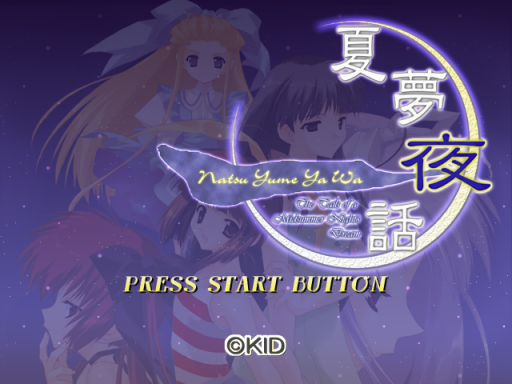 夏夢夜話
Natsu Yume Ya Wa
The Tale of a
Midsummer Night's
Dream
PRESS START BUTTON
©KID